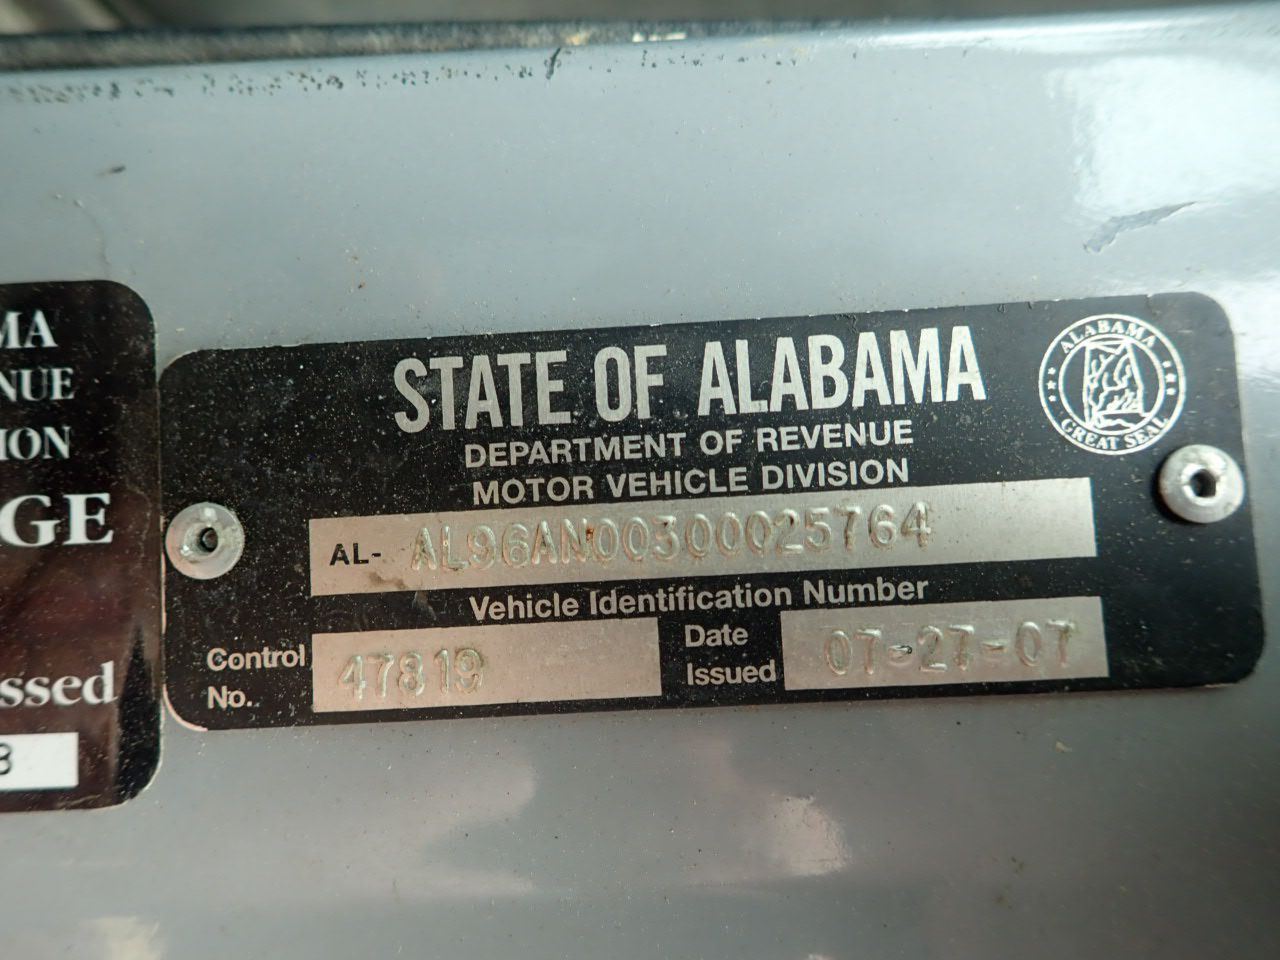 MA
NUE
ION
GE
ssed
8
STATE OF ALABAMA
DEPARTMENT OF REVENUE
MOTOR VEHICLE DIVISION
AL- AL96AN00300025764
Vehicle Identification Number
Control No. 47819
Date Issued 07-27-07
ALABAMA
GREAT SEAL